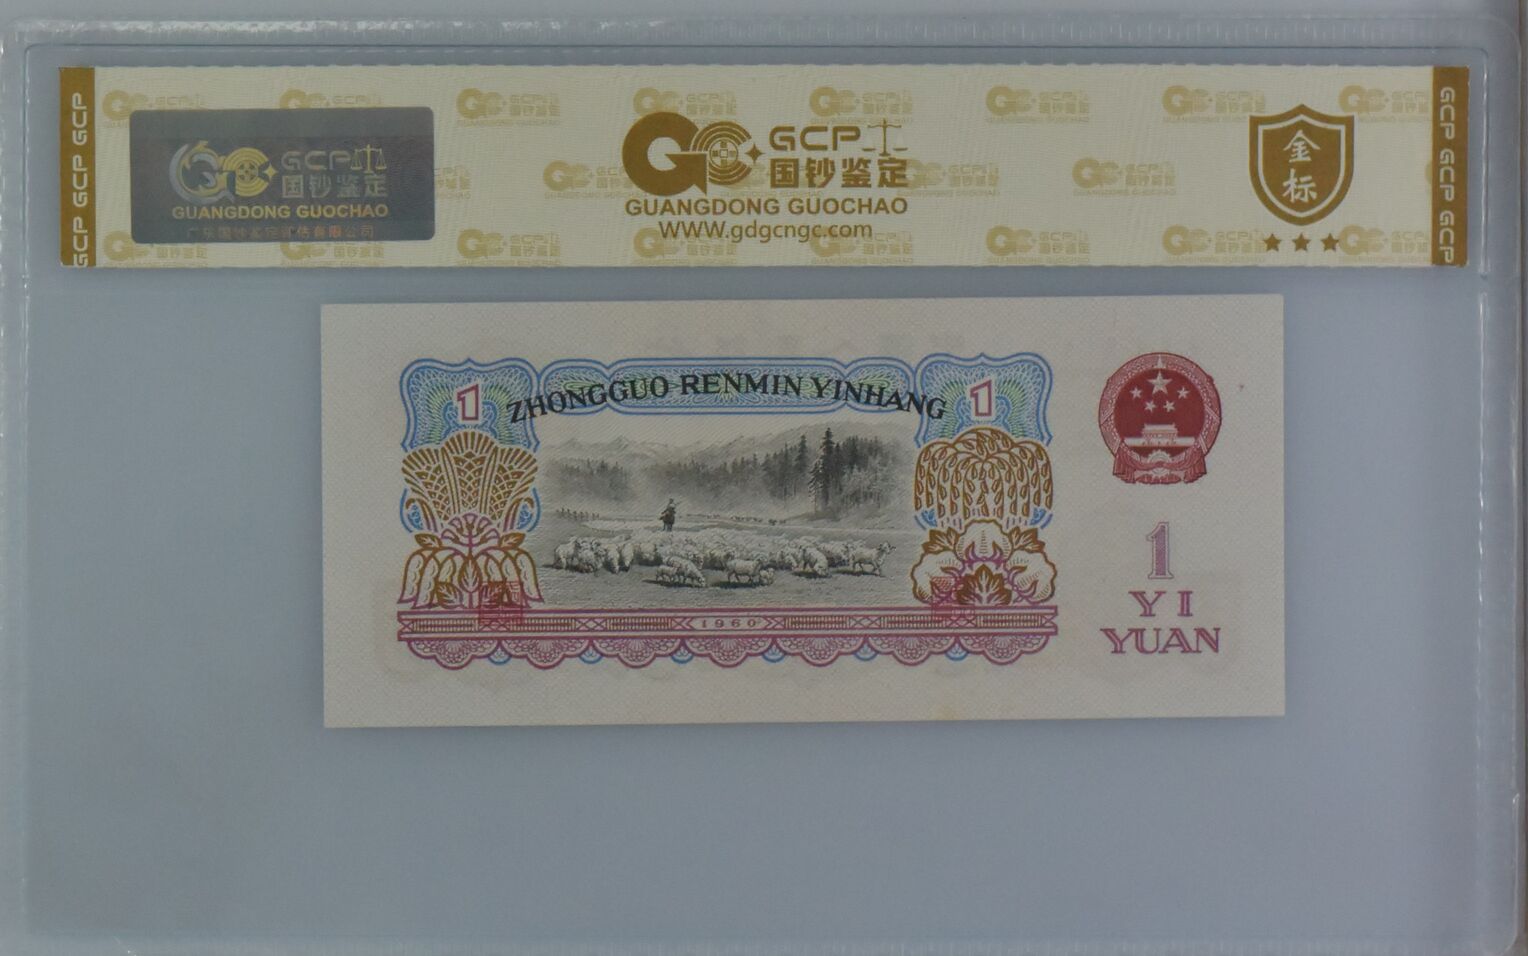 GCP GCP GCP
GCP
国钞鉴定
GUANGDONG GUOCHAO
广东国钞鉴定评估有限公司
GCP
国钞鉴定
GUANGDONG GUOCHAO
WWW.gdgcngc.com
金标
GCP GCP GCP
1
ZHONGGUO RENMIN YINHANG
1
1960
1
YI
YUAN